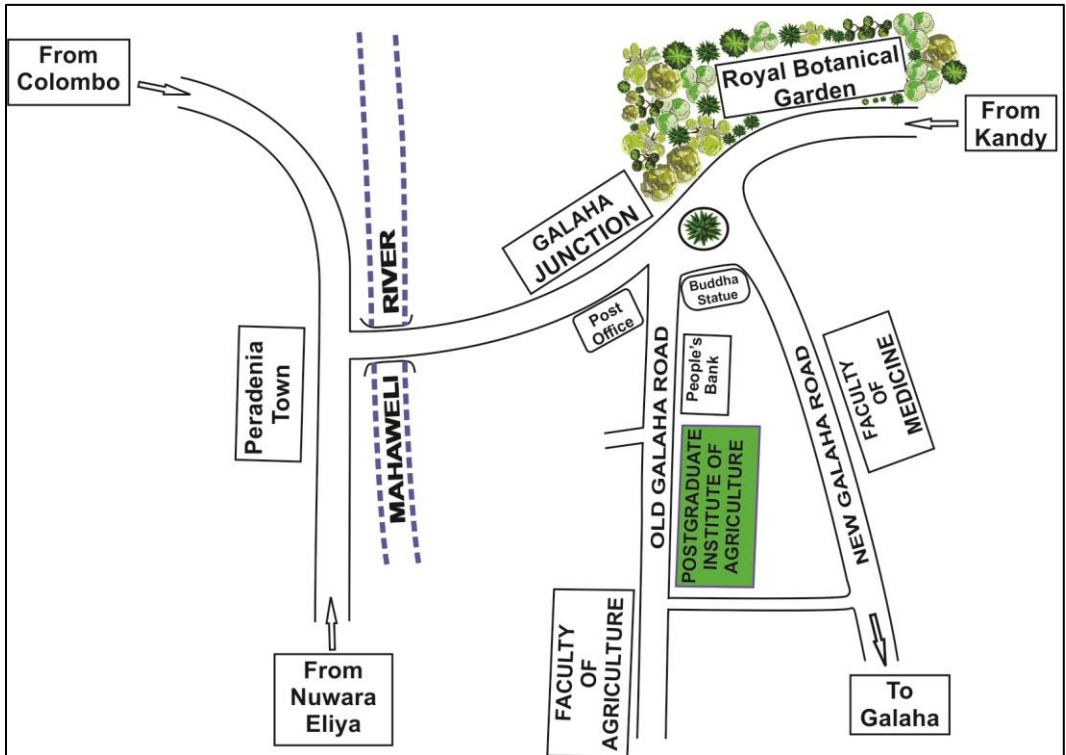 From
Colombo
Royal Botanical
Garden
From
Kandy
GALAHA
JUNCTION
RIVER
Buddha
Statue
Post
Office
Peradenia
Town
MAHAWELI
People's
Bank
OLD GALAHA ROAD
NEW GALAHA ROAD
FACULTY
OF
MEDICINE
POSTGRADUATE
INSTITUTE OF
AGRICULTURE
FACULTY
OF
AGRICULTURE
From
Nuwara
Eliya
To
Galaha